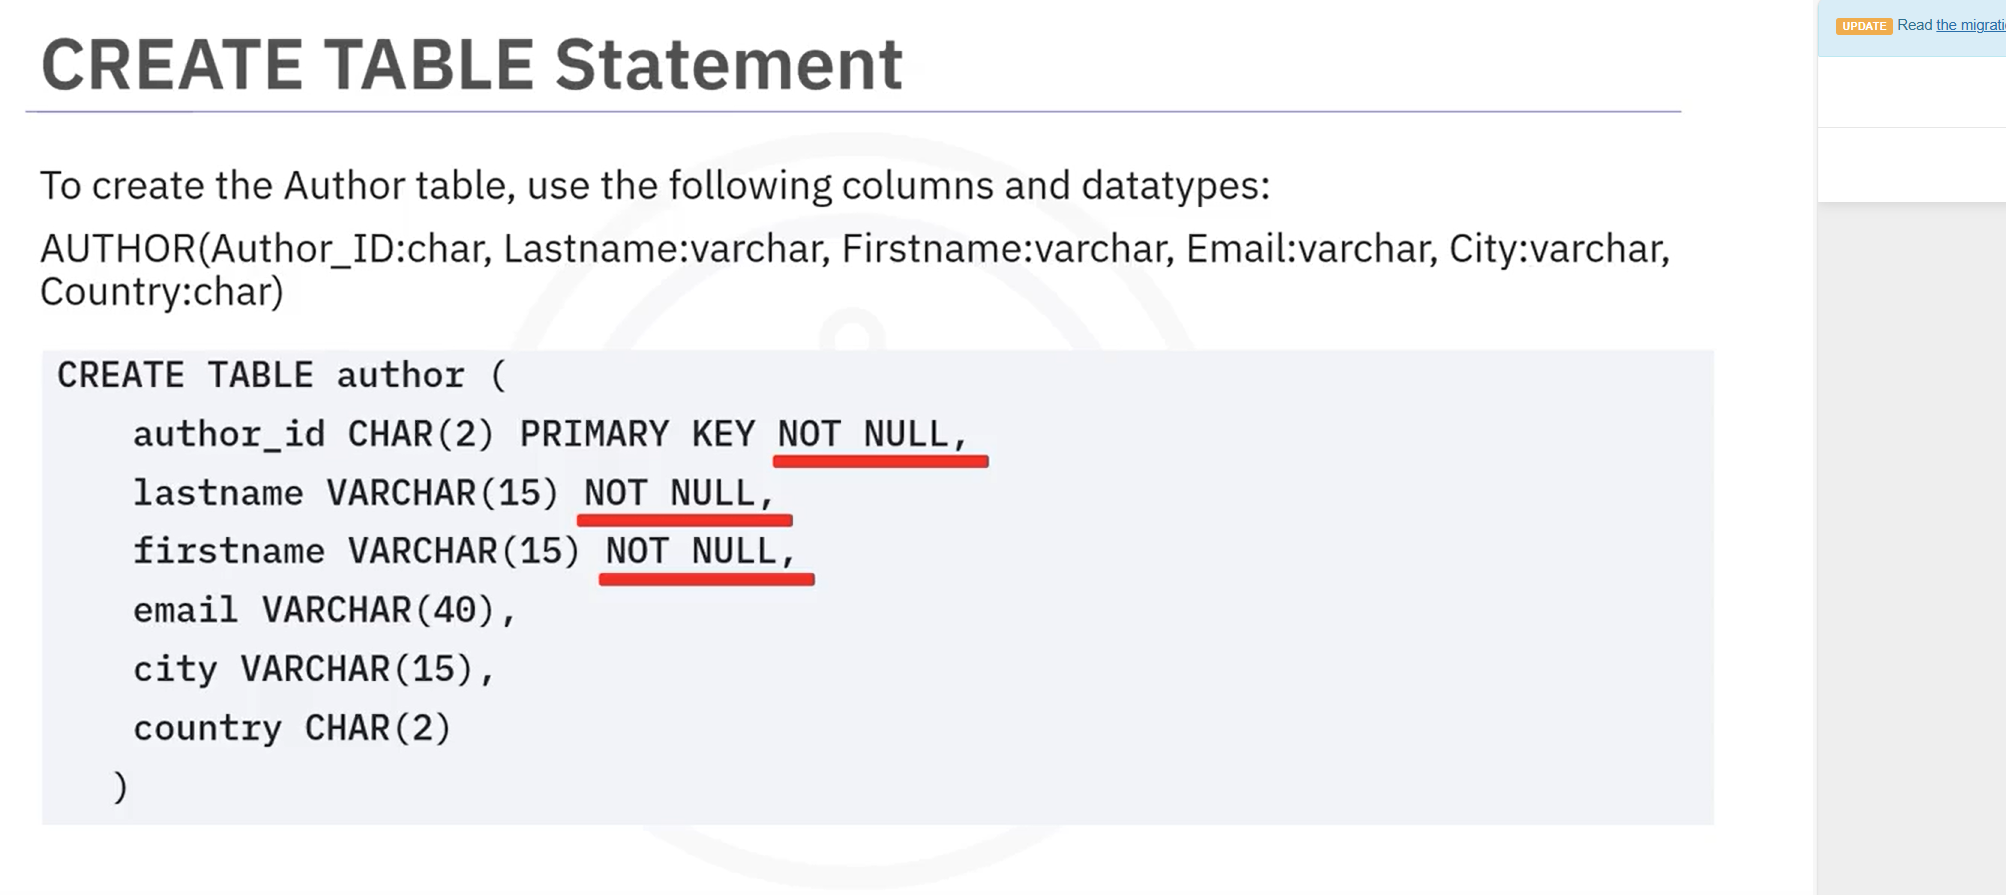 CREATE TABLE Statement
UPDATE Read the migrati
To create the Author table, use the following columns and datatypes:
AUTHOR(Author_ID:char, Lastname:varchar, Firstname:varchar, Email:varchar, City:varchar,
Country:char)
CREATE TABLE author (
author_id CHAR(2) PRIMARY KEY NOT NULL,
lastname VARCHAR(15) NOT NULL,
firstname VARCHAR(15) NOT NULL,
email VARCHAR(40),
city VARCHAR(15),
country CHAR(2)
)